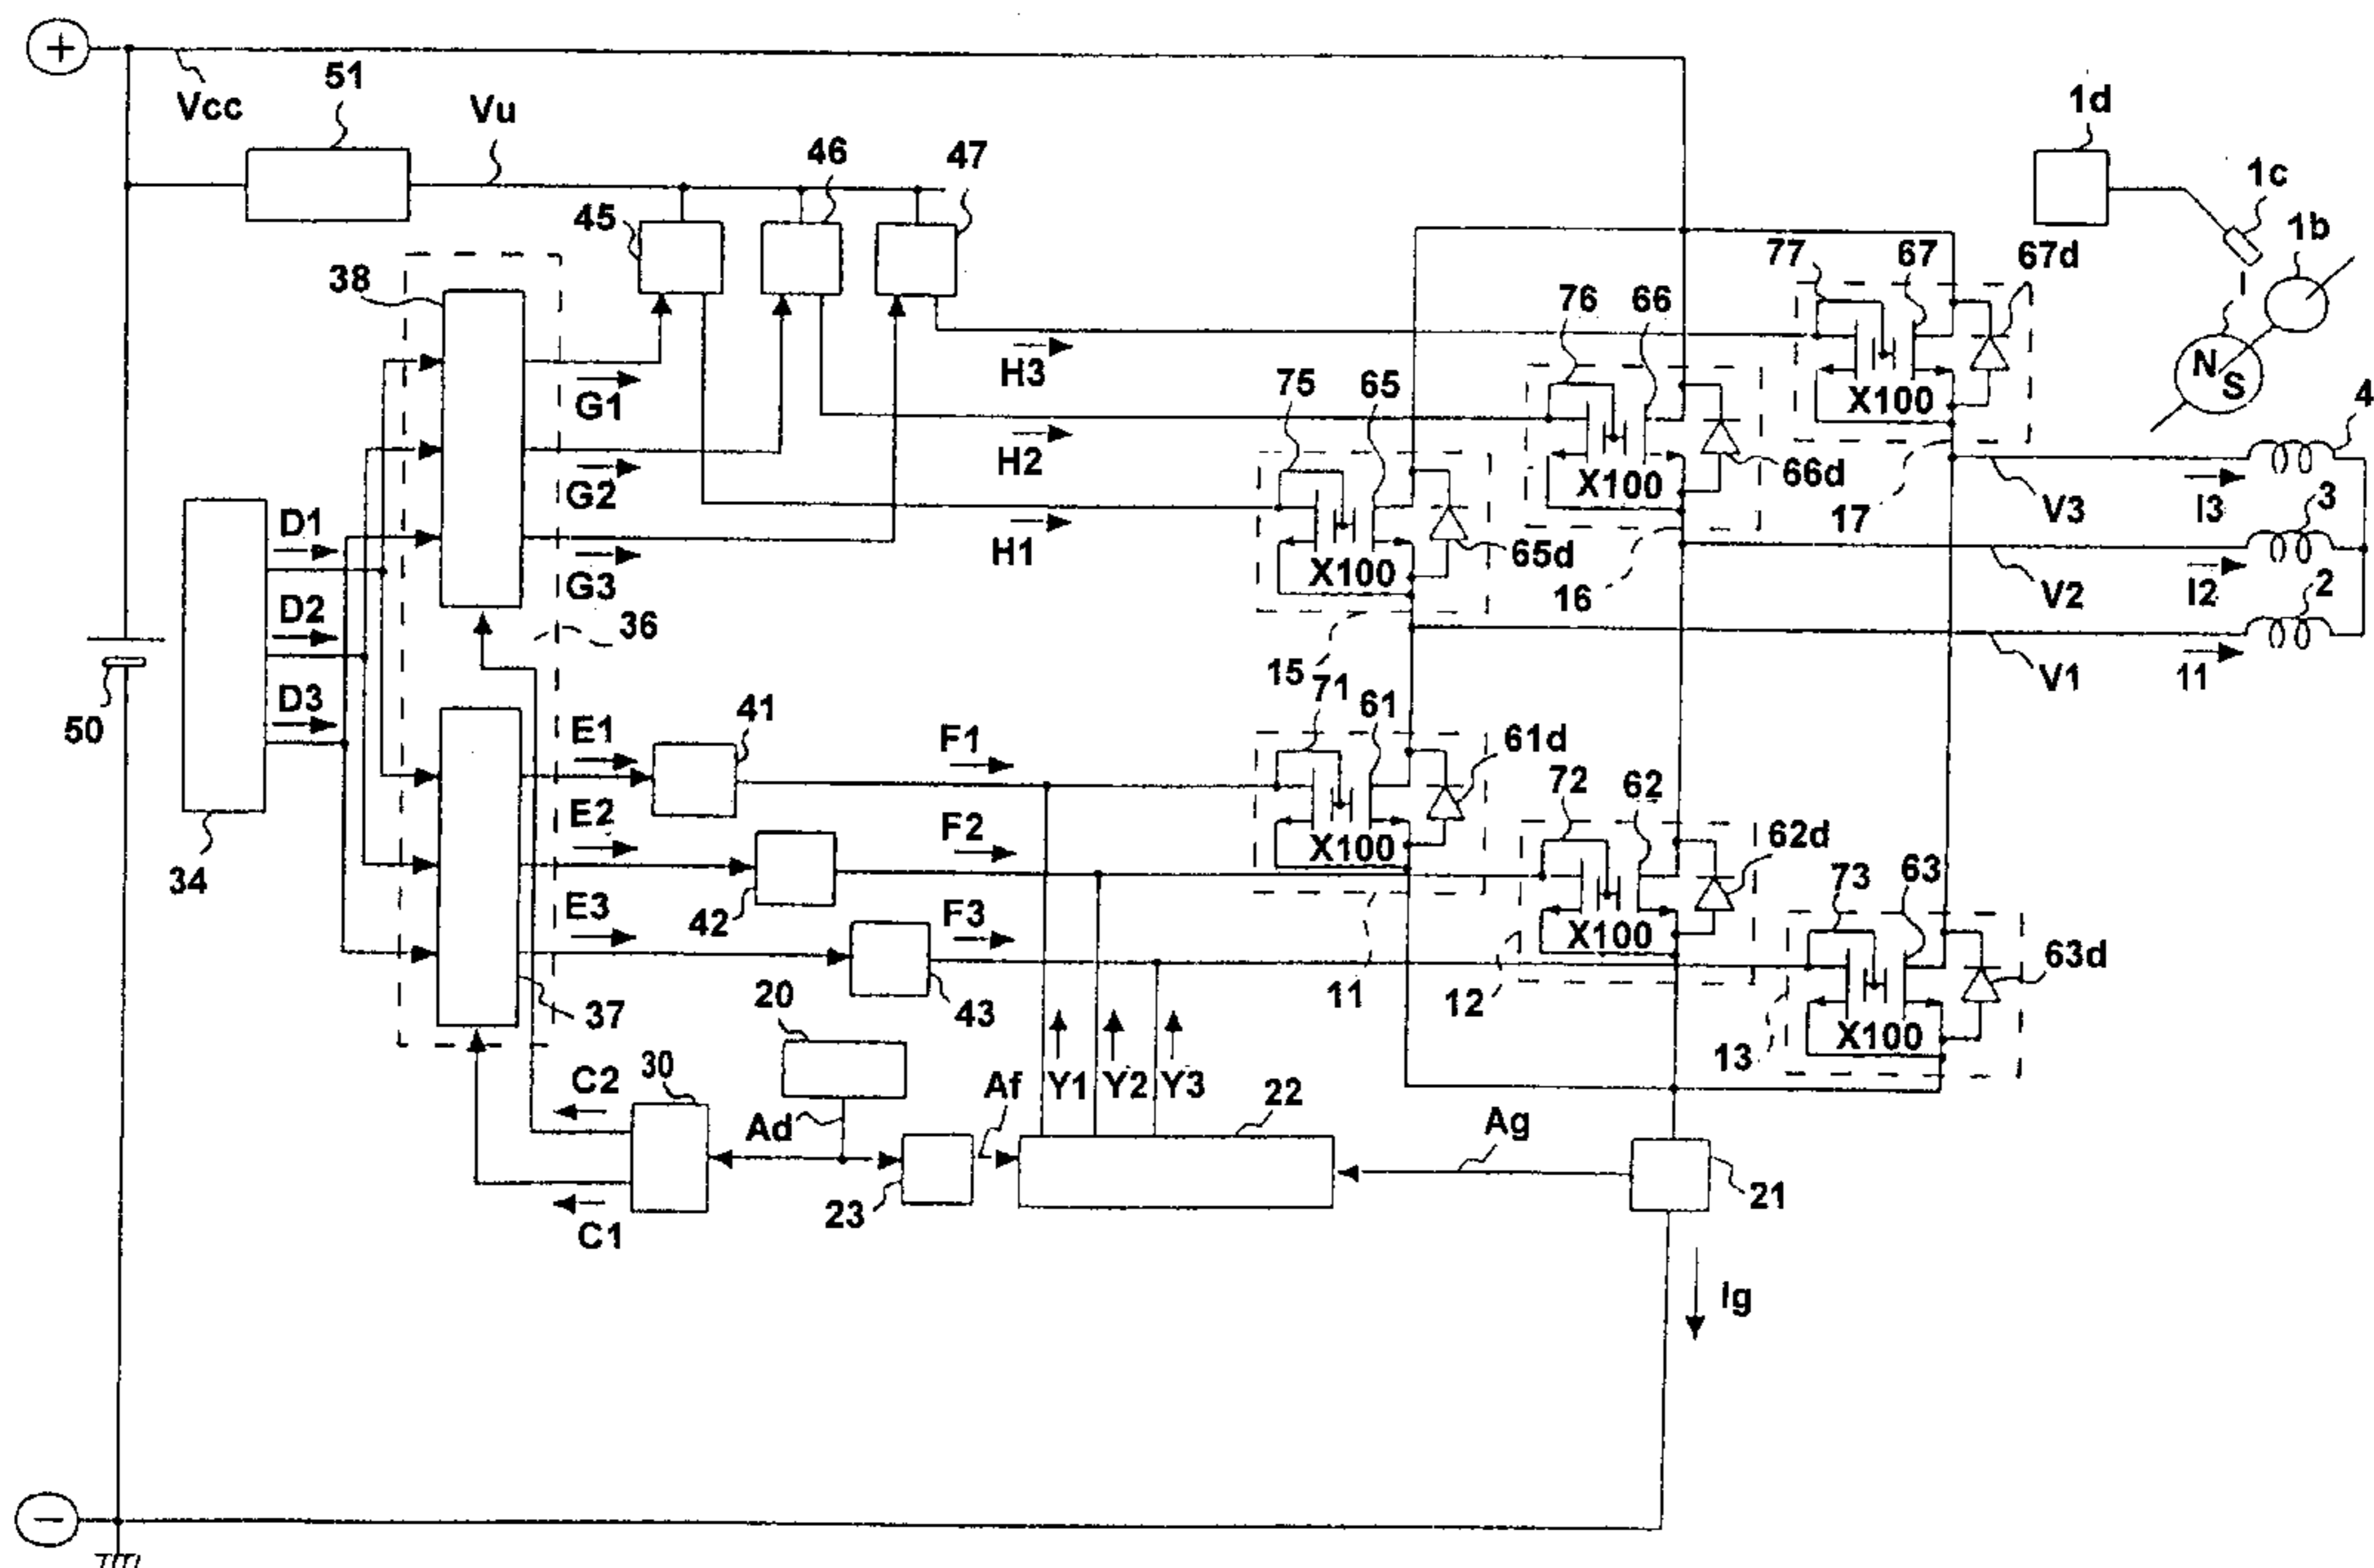 +
Vcc
51
Vu
46
47
45
1d
1c
1b
77
67
67d
38
76
66
H3
X100
N
S
4
G1
75
65
H2
X100
66d
17
V3
I3
3
G2
D1
H1
X100
65d
16
V2
I2
2
G3
D2
36
15
V1
11
50
D3
E1
41
F1
71
61
61d
72
62
62d
E2
F2
X100
34
42
E3
F3
X100
73
63
63d
20
43
11
12
37
X100
13
30
C2
Ad
Af
Y1
Y2
Y3
22
Ag
21
23
C1
Ig
−